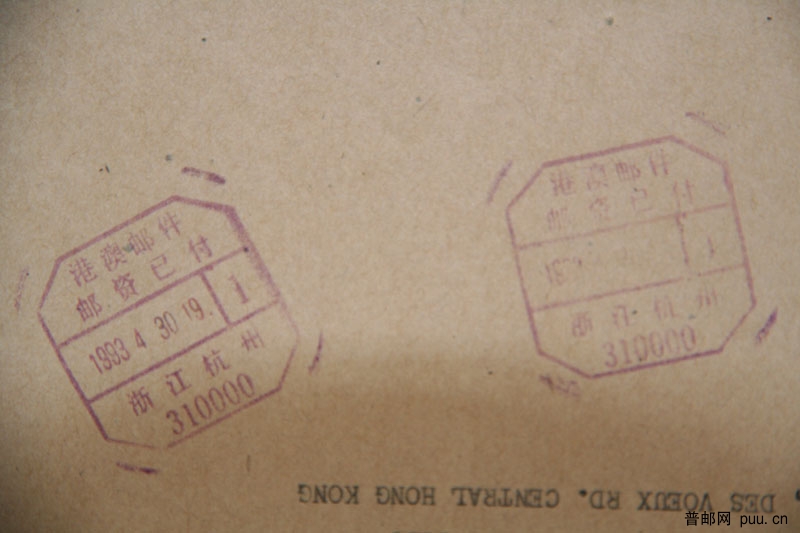 港澳邮件
邮资已付
1993 4 30 19.
1
浙江杭州
310000
港澳邮件
邮资已付
1
浙江杭州
310000
DES VOEUX RD. CENTRAL HONG KONG
普邮网 puu.cn